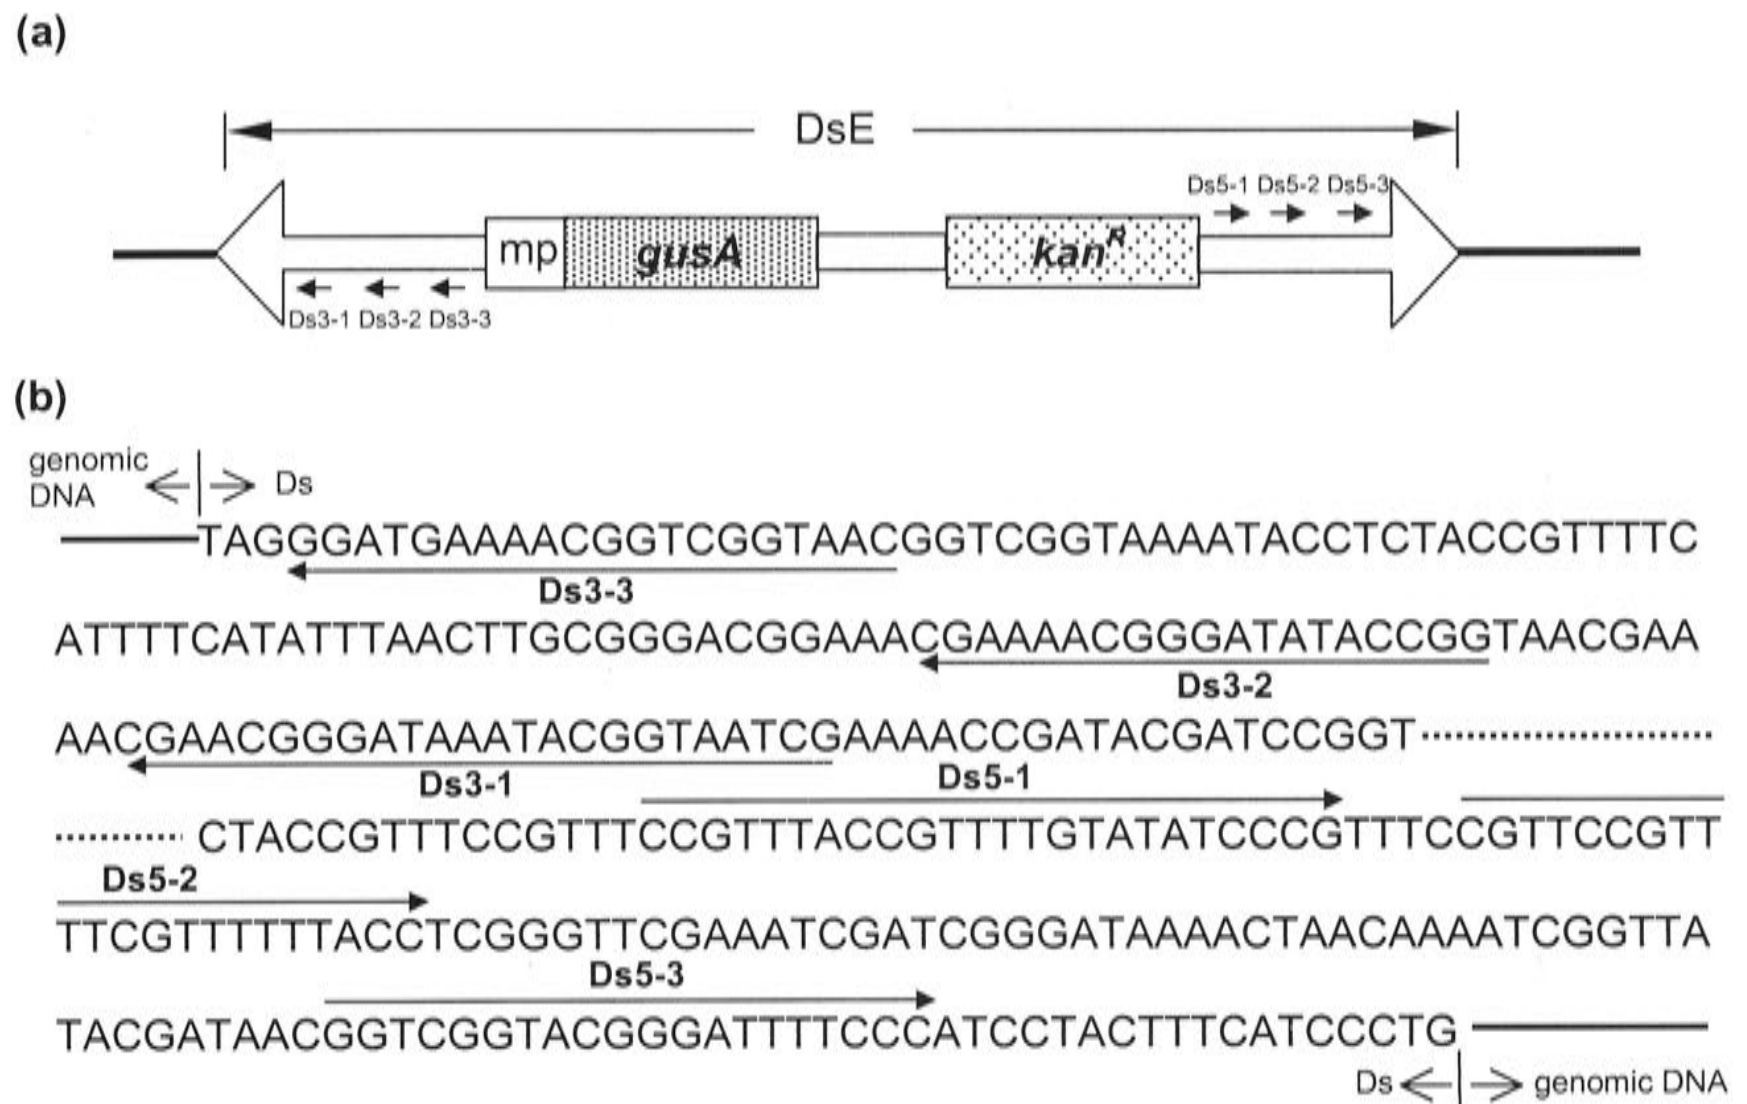 (a)
DsE
Ds5-1 Ds5-2 Ds5-3
mp gusA kanR
Ds3-1 Ds3-2 Ds3-3
(b)
genomic
DNA
Ds
TAGGGATGAAAACGGTCGGTAACGGTCGGTAAAATACCTCTACCGTTTTC
Ds3-3
ATTTTCATATTTAACTTGCGGGACGGAAACGAAAACGGGATATACCGGTAACGAA
Ds3-2
AACGAACGGGATAAATACGGTAATCGAAAACCGATACGATCCGGT
Ds3-1
Ds5-1
CTACCGTTTCCGTTTCCGTTTACCGTTTTGTATATCCCGTTTCCGTTCCGTT
Ds5-2
TTCGTTTTTTACCTCGGGTTCGAAATCGATCGGGATAAAACTAACAAAATCGGTTA
Ds5-3
TACGATAACGGTCGGTACGGGATTTTCCCATCCTACTTTCATCCCTG
Ds
genomic DNA